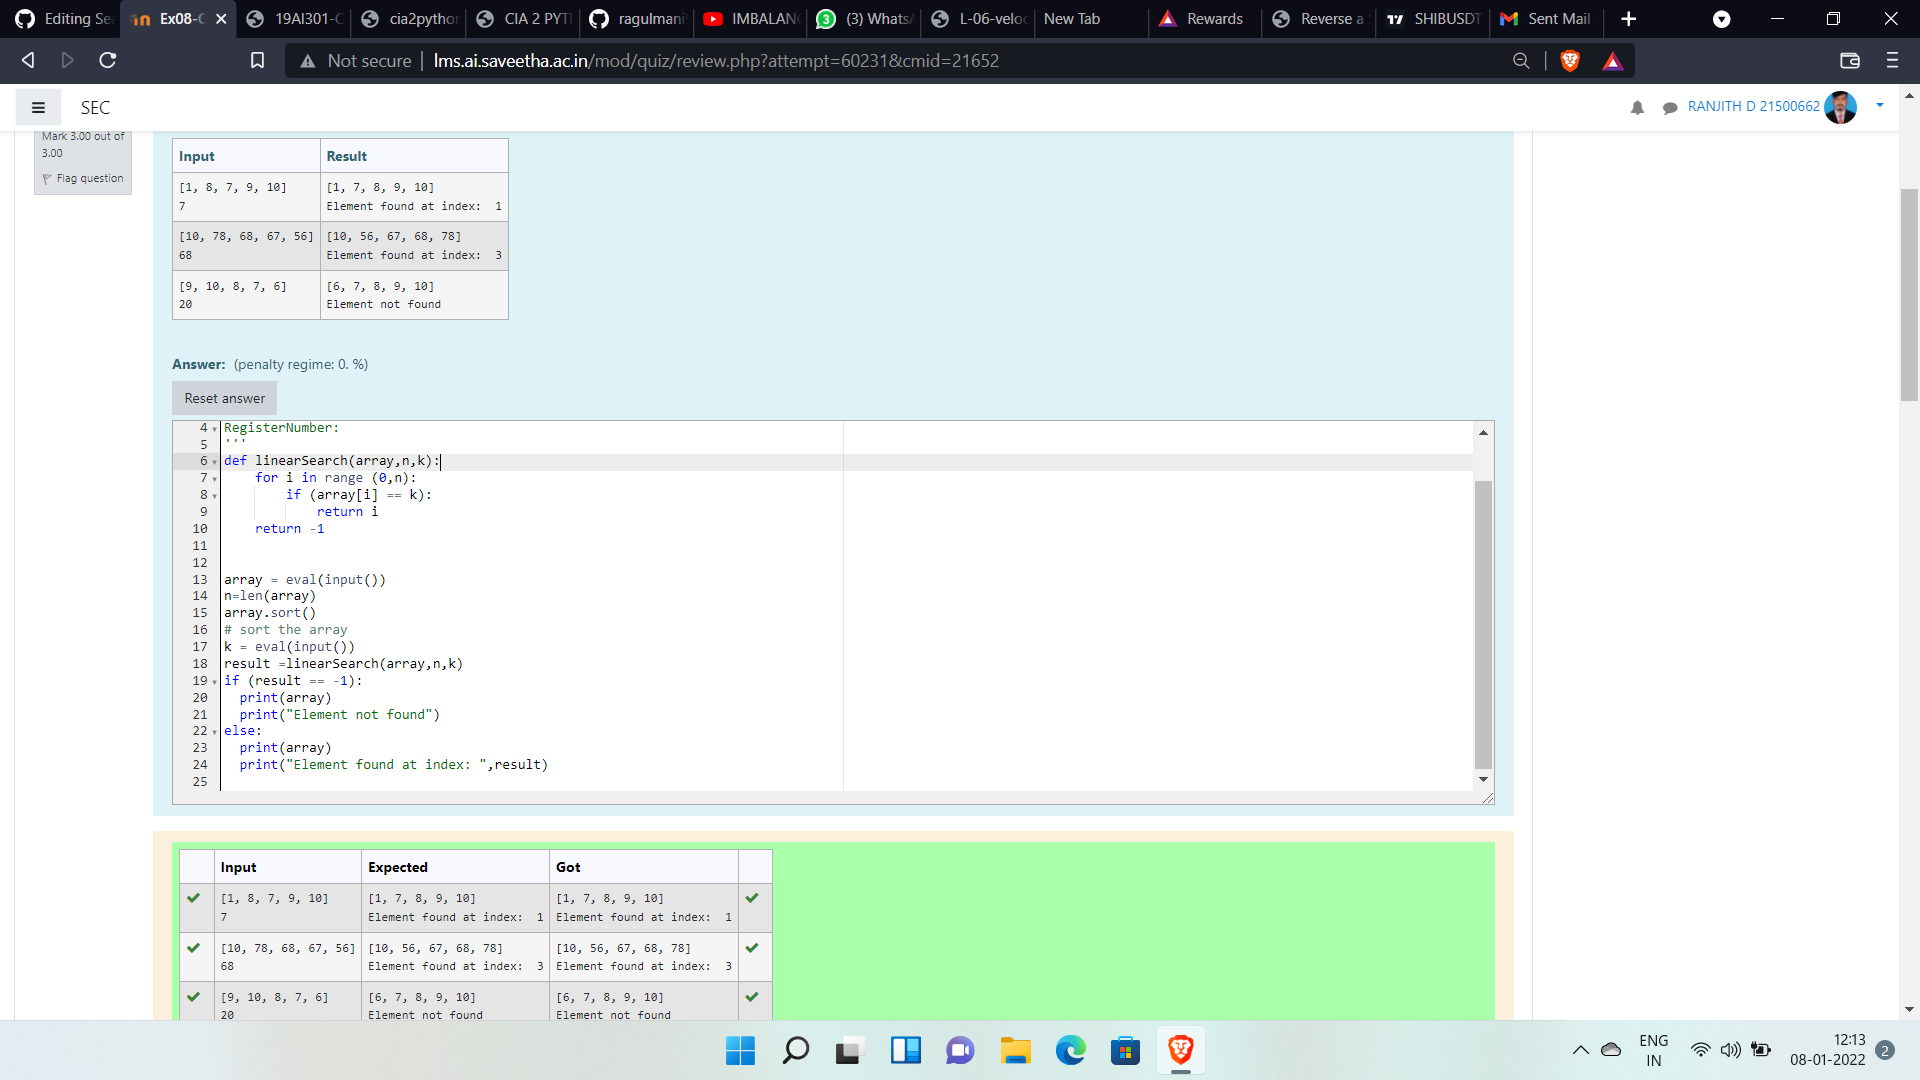 Editing Se
Ex08-C
19AI301-C
cia2pythor
CIA 2 PYTH
ragulmani
IMBALANC
(3) WhatsA
L-06-veloc
New Tab
Rewards
Reverse a
SHIBUSDT
Sent Mail
Not secure lms.ai.saveetha.ac.in/mod/quiz/review.php?attempt=60231&cmid=21652
SEC
RANJITH D 21500662
Mark 3.00 out of
3.00
Flag question
Input Result
[1, 8, 7, 9, 10] [1, 7, 8, 9, 10]
7 Element found at index:  1
[10, 78, 68, 67, 56] [10, 56, 67, 68, 78]
68 Element found at index:  3
[9, 10, 8, 7, 6] [6, 7, 8, 9, 10]
20 Element not found
Answer: (penalty regime: 0. %)
Reset answer
4 RegisterNumber:
5 '''
6 def linearSearch(array,n,k):
7     for i in range (0,n):
8         if (array[i] == k):
9             return i
10     return -1
11
12
13 array = eval(input())
14 n=len(array)
15 array.sort()
16 # sort the array
17 k = eval(input())
18 result =linearSearch(array,n,k)
19 if (result == -1):
20   print(array)
21   print("Element not found")
22 else:
23   print(array)
24   print("Element found at index: ",result)
25
Input Expected Got
[1, 8, 7, 9, 10] [1, 7, 8, 9, 10] [1, 7, 8, 9, 10]
7 Element found at index:  1 Element found at index:  1
[10, 78, 68, 67, 56] [10, 56, 67, 68, 78] [10, 56, 67, 68, 78]
68 Element found at index:  3 Element found at index:  3
[9, 10, 8, 7, 6] [6, 7, 8, 9, 10] [6, 7, 8, 9, 10]
20 Element not found Element not found
ENG
IN
12:13
08-01-2022
2